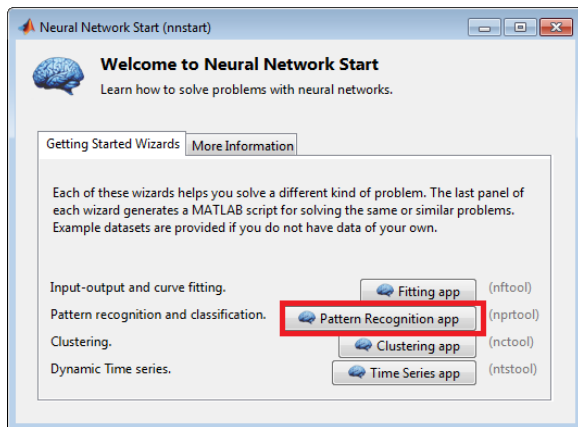 Neural Network Start (nnstart)
Welcome to Neural Network Start
Learn how to solve problems with neural networks.
Getting Started Wizards More Information
Each of these wizards helps you solve a different kind of problem. The last panel of
each wizard generates a MATLAB script for solving the same or similar problems.
Example datasets are provided if you do not have data of your own.
Input-output and curve fitting. Fitting app (nftool)
Pattern recognition and classification. Pattern Recognition app (nprtool)
Clustering. Clustering app (nctool)
Dynamic Time series. Time Series app (ntstool)